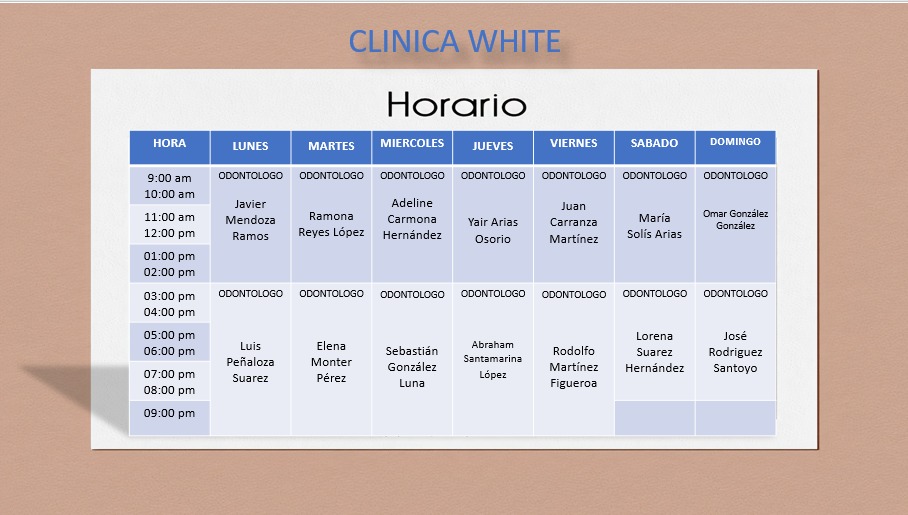 CLINICA WHITE
Horario
HORA LUNES MARTES MIERCOLES JUEVES VIERNES SABADO DOMINGO
9:00 am
10:00 am
11:00 am
12:00 pm
01:00 pm
02:00 pm
ODONTOLOGO
Javier
Mendoza
Ramos
ODONTOLOGO
Ramona
Reyes López
ODONTOLOGO
Adeline
Carmona
Hernández
ODONTOLOGO
Yair Arias
Osorio
ODONTOLOGO
Juan
Carranza
Martínez
ODONTOLOGO
María
Solís Arias
ODONTOLOGO
Omar González
González
03:00 pm
04:00 pm
05:00 pm
06:00 pm
07:00 pm
08:00 pm
09:00 pm
ODONTOLOGO
Luis
Peñaloza
Suarez
ODONTOLOGO
Elena
Monter
Pérez
ODONTOLOGO
Sebastián
González
Luna
ODONTOLOGO
Abraham
Santamarina
López
ODONTOLOGO
Rodolfo
Martínez
Figueroa
ODONTOLOGO
Lorena
Suarez
Hernández
ODONTOLOGO
José
Rodriguez
Santoyo